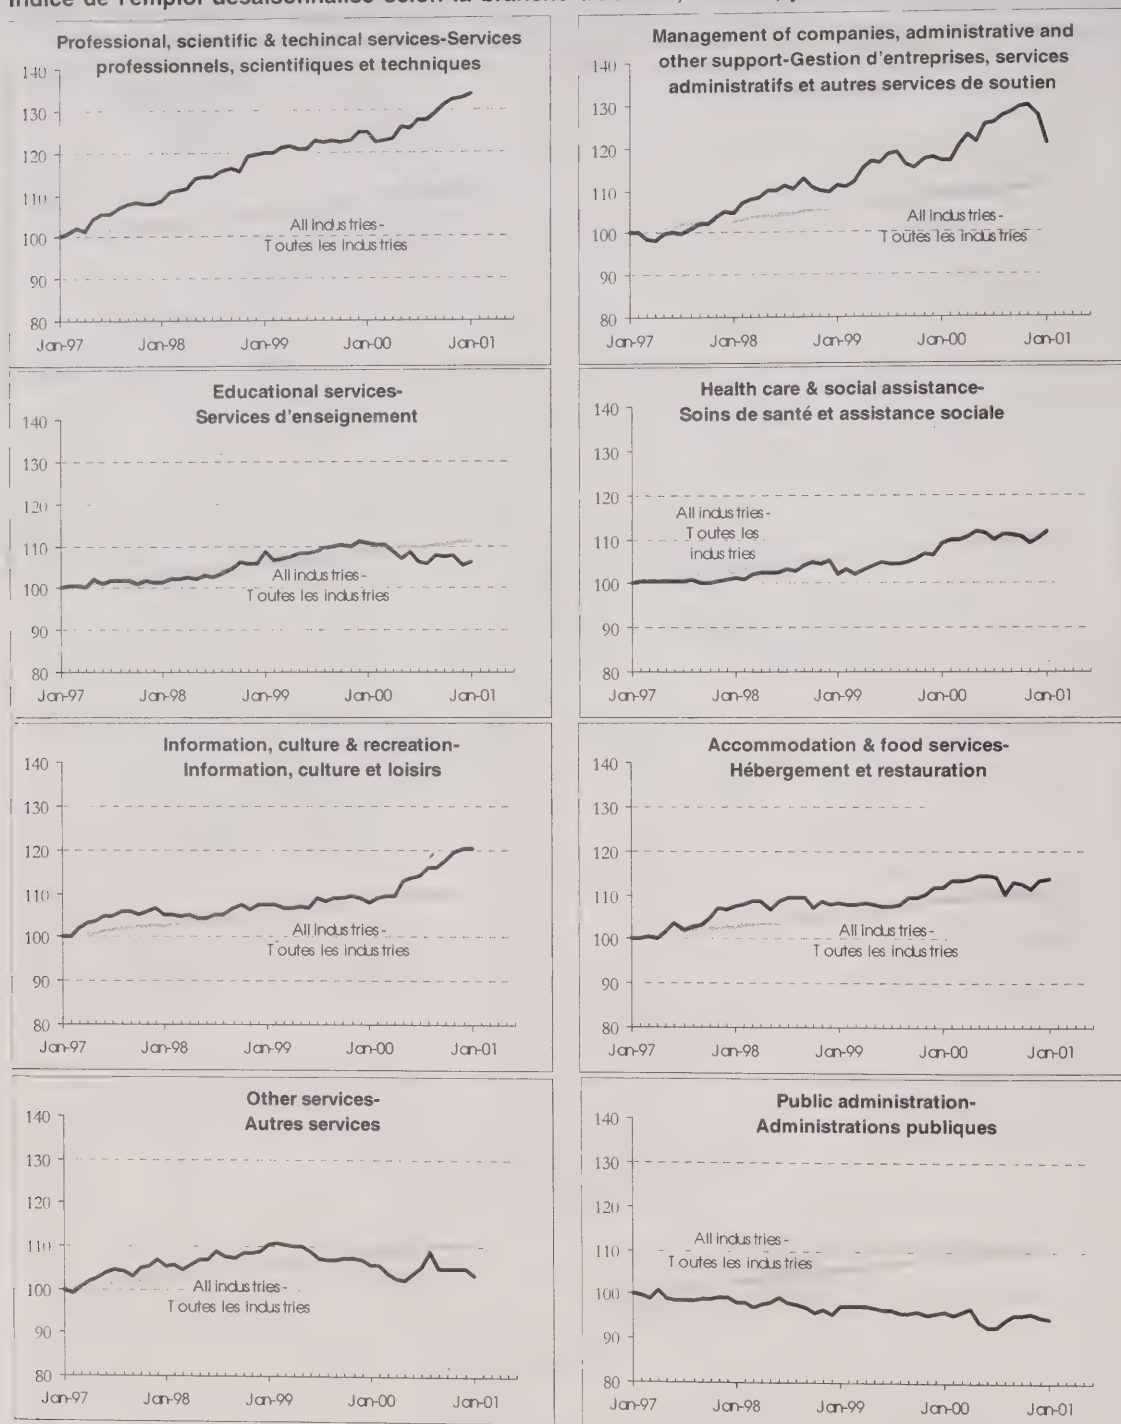 Professional, scientific & techincal services-Services
professionnels, scientifiques et techniques
140
130
120
110
100
90
80
All industries-
Toutes les industries
Jan-97 Jan-98 Jan-99 Jan-00 Jan-01
Management of companies, administrative and
other support-Gestion d'entreprises, services
administratifs et autres services de soutien
140
130
120
110
100
90
80
All industries-
Toutes les industries
Jan-97 Jan-98 Jan-99 Jan-00 Jan-01
Educational services-
Services d'enseignement
140
130
120
110
100
90
80
All industries-
Toutes les industries
Jan-97 Jan-98 Jan-99 Jan-00 Jan-01
Health care & social assistance-
Soins de santé et assistance sociale
140
130
120
110
100
90
80
All industries-
Toutes les
industries
Jan-97 Jan-98 Jan-99 Jan-00 Jan-01
Information, culture & recreation-
Information, culture et loisirs
140
130
120
110
100
90
80
All industries-
Toutes les industries
Jan-97 Jan-98 Jan-99 Jan-00 Jan-01
Accommodation & food services-
Hébergement et restauration
140
130
120
110
100
90
80
All industries-
Toutes les industries
Jan-97 Jan-98 Jan-99 Jan-00 Jan-01
Other services-
Autres services
140
130
120
110
100
90
80
All industries-
Toutes les industries
Jan-97 Jan-98 Jan-99 Jan-00 Jan-01
Public administration-
Administrations publiques
140
130
120
110
100
90
80
All industries-
Toutes les industries
Jan-97 Jan-98 Jan-99 Jan-00 Jan-01